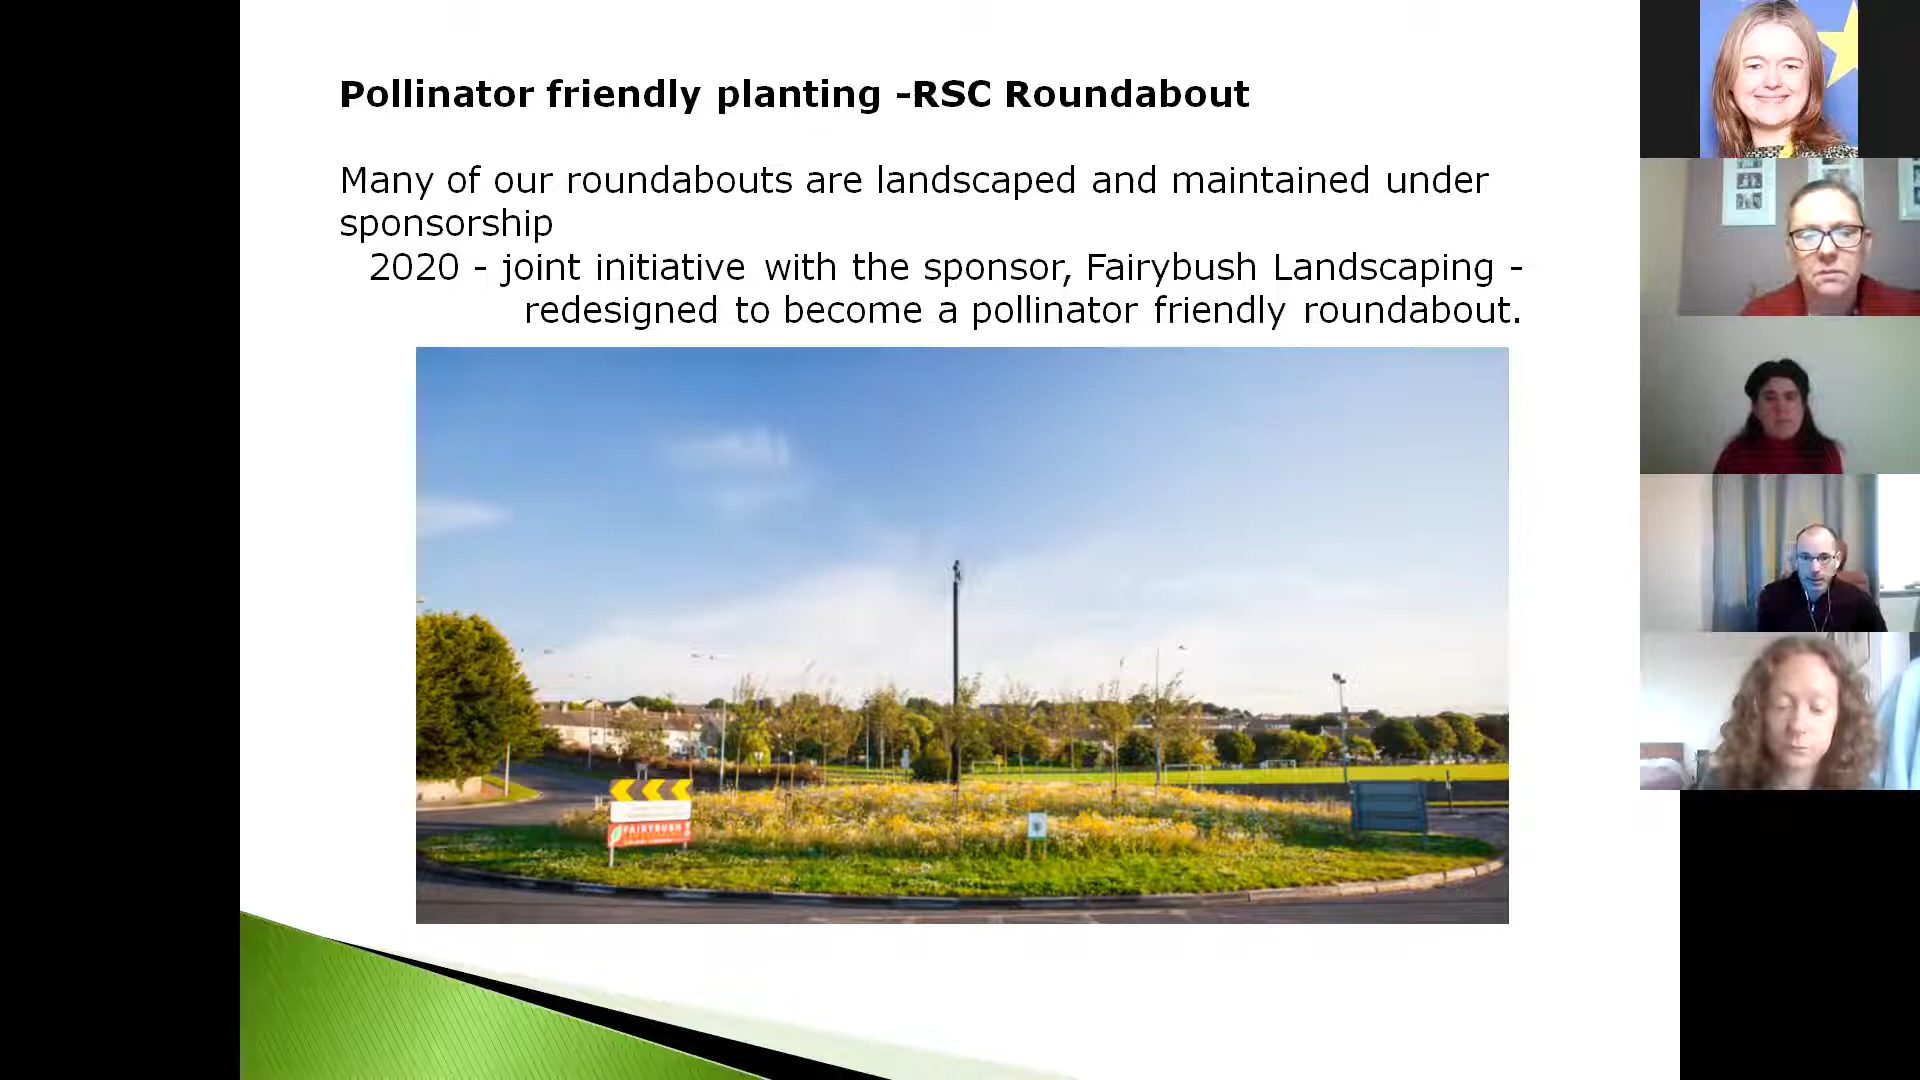 Pollinator friendly planting -RSC Roundabout
Many of our roundabouts are landscaped and maintained under
sponsorship
2020 - joint initiative with the sponsor, Fairybush Landscaping -
redesigned to become a pollinator friendly roundabout.
FAIRYBUSH